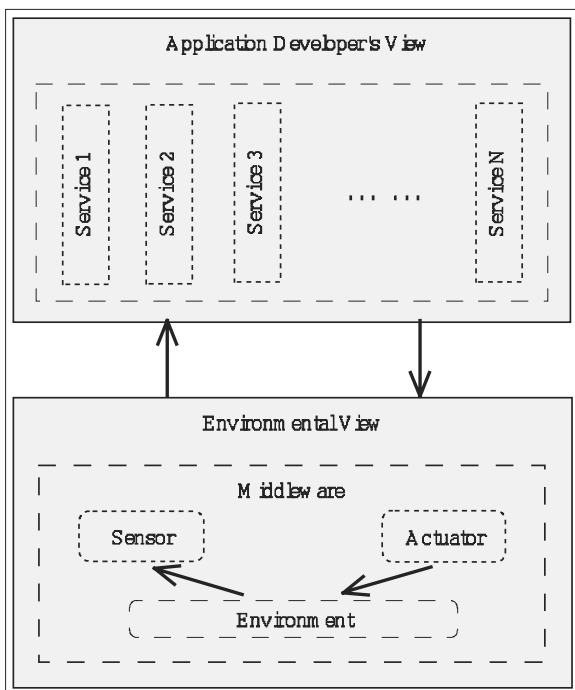 Application Developer's View
Service 1
Service 2
Service 3
... ...
Service N
Environmental View
Middleware
Sensor
Actuator
Environment